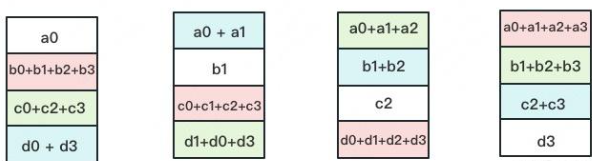 a0
b0+b1+b2+b3
c0+c2+c3
d0 + d3
a0 + a1
b1
c0+c1+c2+c3
d1+d0+d3
a0+a1+a2
b1+b2
c2
d0+d1+d2+d3
a0+a1+a2+a3
b1+b2+b3
c2+c3
d3